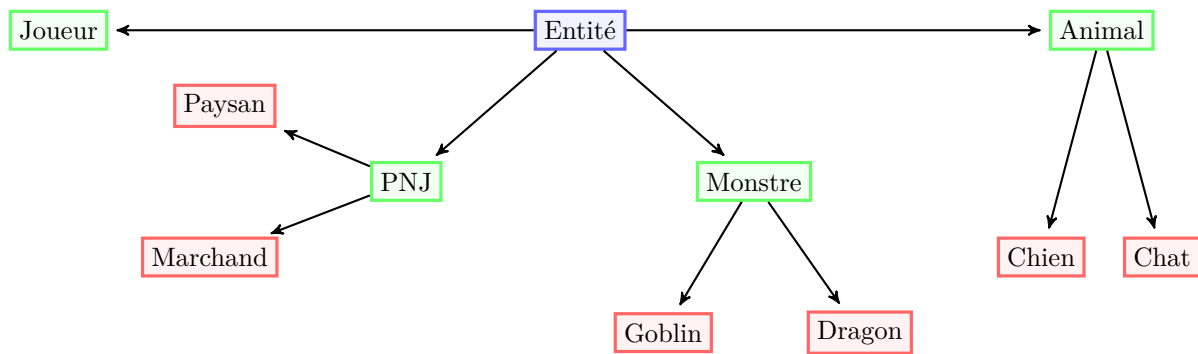 Joueur
Entité
Animal
Paysan
PNJ
Monstre
Marchand
Chien
Chat
Goblin
Dragon